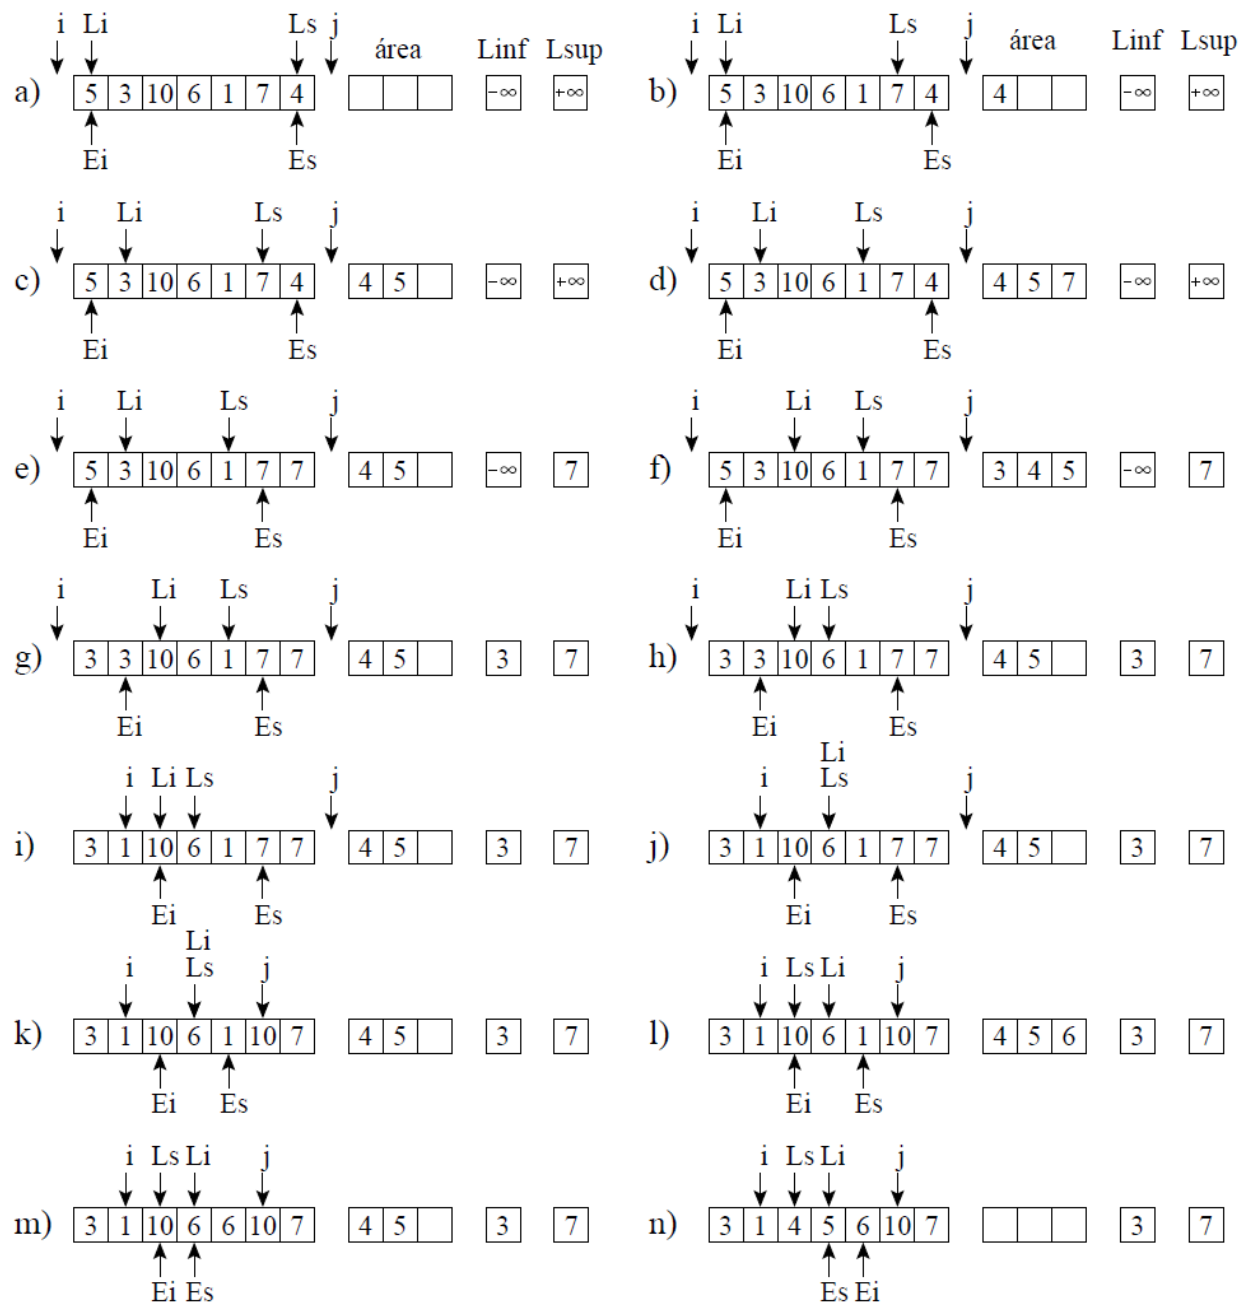 i Li Ls j área Linf Lsup
a) 5 3 10 6 1 7 4 −∞ +∞
Ei Es
i Li Ls j área Linf Lsup
b) 5 3 10 6 1 7 4 4 −∞ +∞
Ei Es
i Li Ls j
c) 5 3 10 6 1 7 4 4 5 −∞ +∞
Ei Es
i Li Ls j
d) 5 3 10 6 1 7 4 4 5 7 −∞ +∞
Ei Es
i Li Ls j
e) 5 3 10 6 1 7 7 4 5 −∞ 7
Ei Es
i Li Ls j
f) 5 3 10 6 1 7 7 3 4 5 −∞ 7
Ei Es
i Li Ls j
g) 3 3 10 6 1 7 7 4 5 3 7
Ei Es
i Li Ls j
h) 3 3 10 6 1 7 7 4 5 3 7
Ei Es
i Li Ls j
i) 3 1 10 6 1 7 7 4 5 3 7
Ei Es
Li
i Ls j
j) 3 1 10 6 1 7 7 4 5 3 7
Ei Es
Li
i Ls j
k) 3 1 10 6 1 10 7 4 5 3 7
Ei Es
i Ls Li j
l) 3 1 10 6 1 10 7 4 5 6 3 7
Ei Es
i Ls Li j
m) 3 1 10 6 6 10 7 4 5 3 7
Ei Es
i Ls Li j
n) 3 1 4 5 6 10 7 3 7
Es Ei